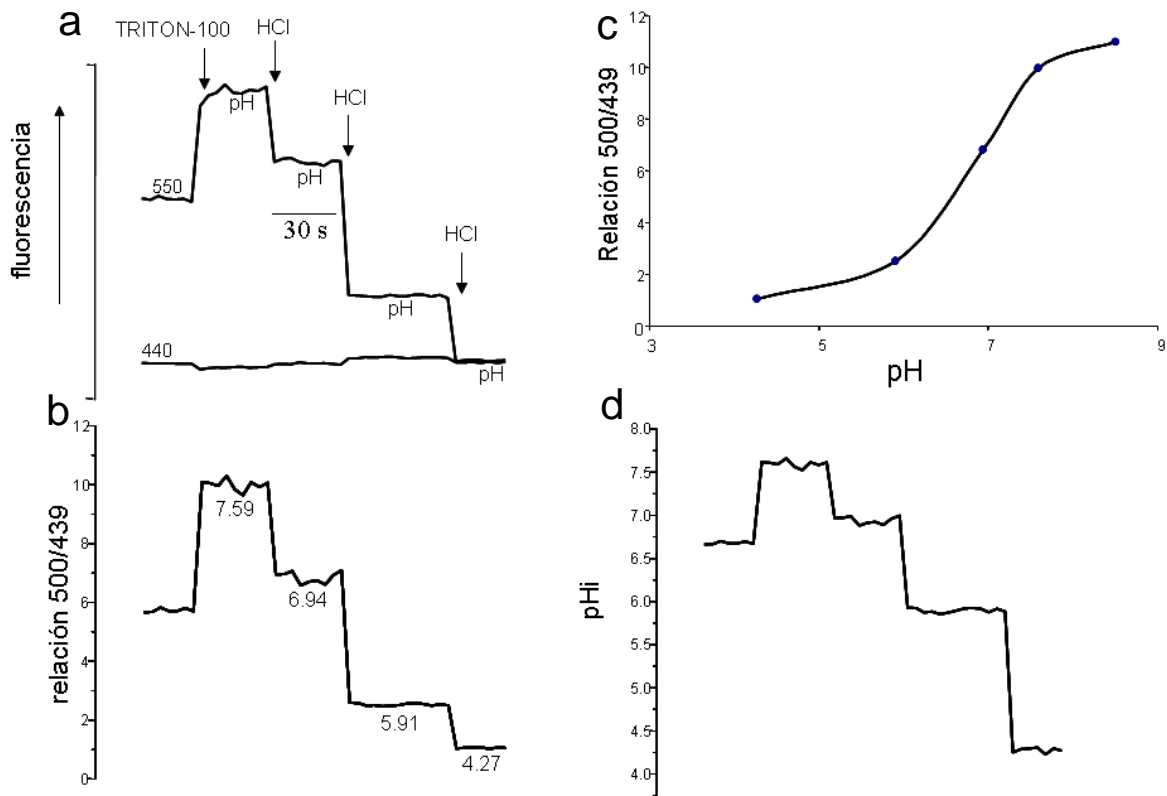 a
TRITON-100
HCl
HCl
HCl
pH
pH
pH
pH
550
440
30 s
fluorescencia
b
12
10
8
6
4
2
0
relación 500/439
7.59
6.94
5.91
4.27
c
12
10
8
6
4
2
0
Relación 500/439
3
5
7
9
pH
d
8.0
7.5
7.0
6.5
6.0
5.5
5.0
4.5
4.0
pHi